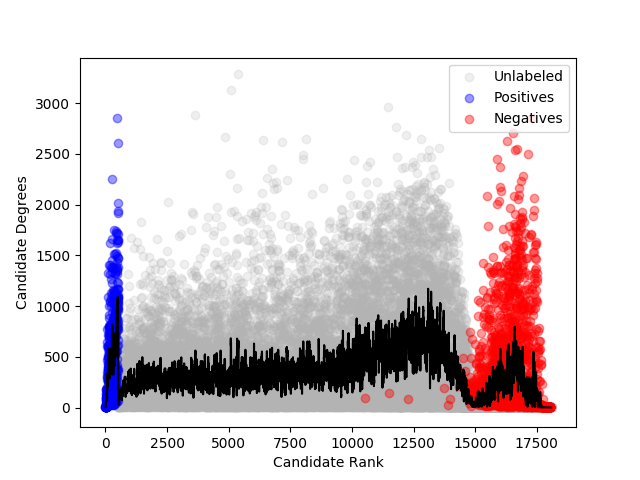 Unlabeled
Positives
Negatives
Candidate Degrees
3000
2500
2000
1500
1000
500
0
0 2500 5000 7500 10000 12500 15000 17500
Candidate Rank